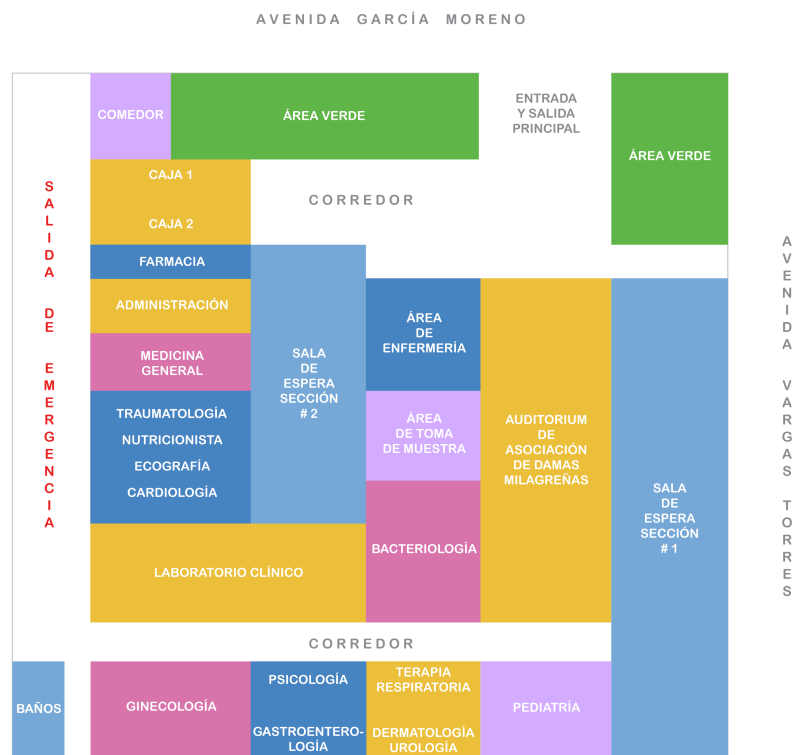 AVENIDA GARCÍA MORENO
COMEDOR
ÁREA VERDE
ENTRADA
Y SALIDA
PRINCIPAL
ÁREA VERDE
CAJA 1
CAJA 2
CORREDOR
SALIDA DE EMERGENCIA
FARMACIA
ADMINISTRACIÓN
MEDICINA
GENERAL
TRAUMATOLOGÍA
NUTRICIONISTA
ECOGRAFÍA
CARDIOLOGÍA
SALA
DE
ESPERA
SECCIÓN
# 2
ÁREA
DE
ENFERMERÍA
ÁREA
DE TOMA
DE MUESTRA
BACTERIOLOGÍA
AUDITORIUM
DE
ASOCIACIÓN
DE DAMAS
MILAGREÑAS
SALA
DE
ESPERA
SECCIÓN
# 1
AVENIDA VARGAS TORRES
LABORATORIO CLÍNICO
CORREDOR
BAÑOS
GINECOLOGÍA
PSICOLOGÍA
GASTROENTERO-
LOGÍA
TERAPIA
RESPIRATORIA
DERMATOLOGÍA
UROLOGÍA
PEDIATRÍA